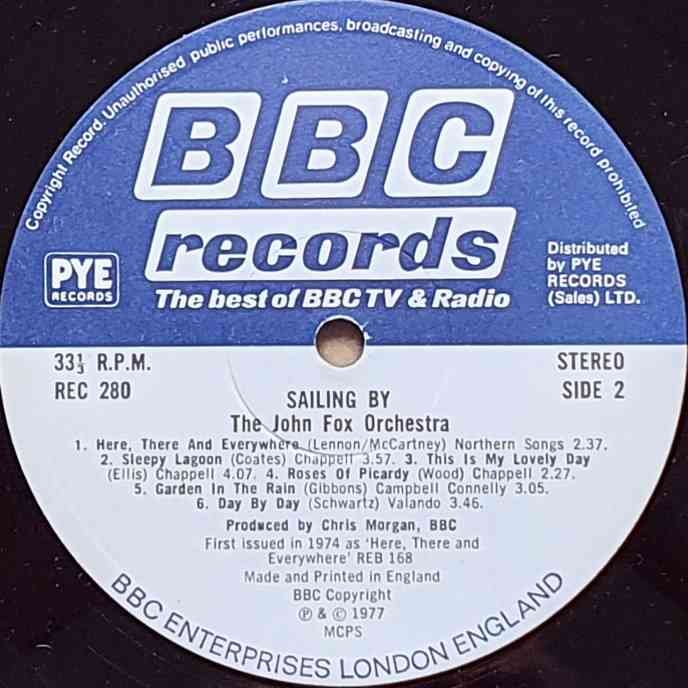 Copyright Record. Unauthorised public performances, broadcasting and copying of this record prohibited
BBC
records
The best of BBC TV & Radio
PYE
RECORDS
Distributed
by PYE
RECORDS
(Sales) LTD.
33⅓ R.P.M.
REC 280
STEREO
SIDE 2
SAILING BY
The John Fox Orchestra
1. Here, There And Everywhere (Lennon/McCartney) Northern Songs 2.37.
2. Sleepy Lagoon (Coates) Chappell 3.57. 3. This Is My Lovely Day
(Ellis) Chappell 4.07. 4. Roses Of Picardy (Wood) Chappell 2.27.
5. Garden In The Rain (Gibbons) Campbell Connelly 3.05.
6. Day By Day (Schwartz) Valando 3.46.
Produced by Chris Morgan, BBC
First issued in 1974 as 'Here, There and
Everywhere' REB 168
Made and Printed in England
BBC Copyright
℗ & © 1977
MCPS
BBC ENTERPRISES LONDON ENGLAND